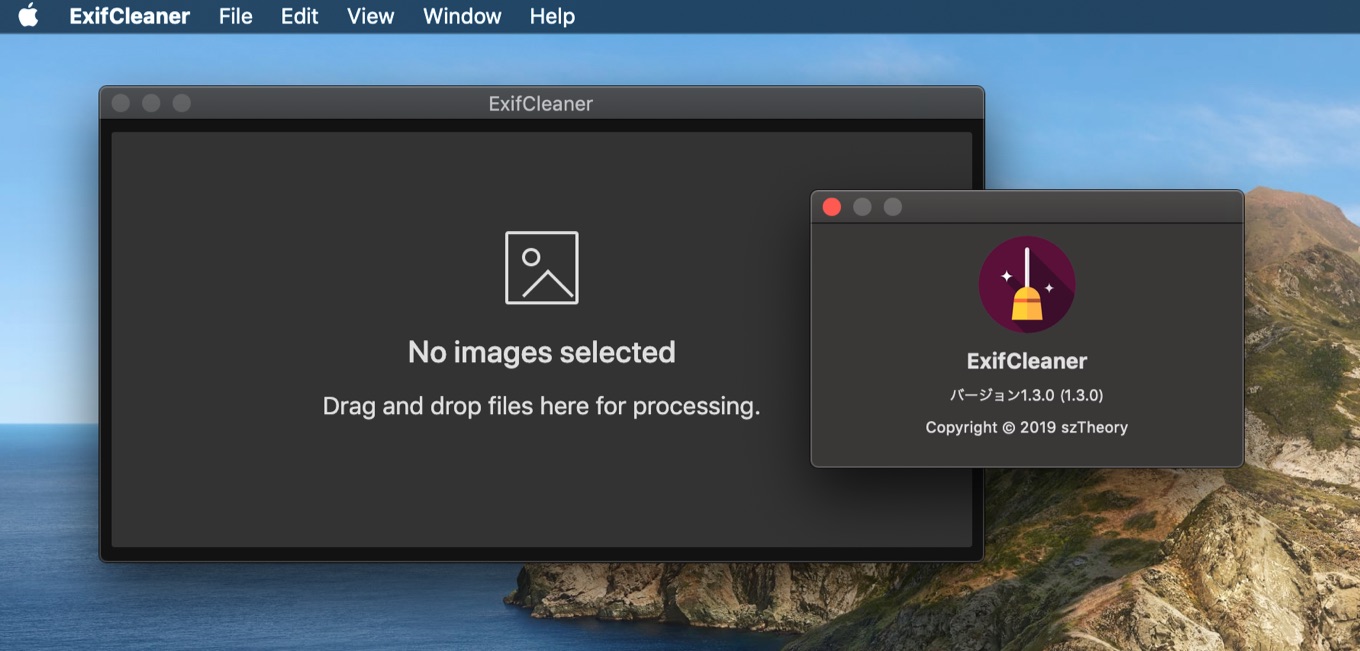 ExifCleaner File Edit View Window Help
ExifCleaner
No images selected
Drag and drop files here for processing.
ExifCleaner
バージョン1.3.0 (1.3.0)
Copyright © 2019 szTheory